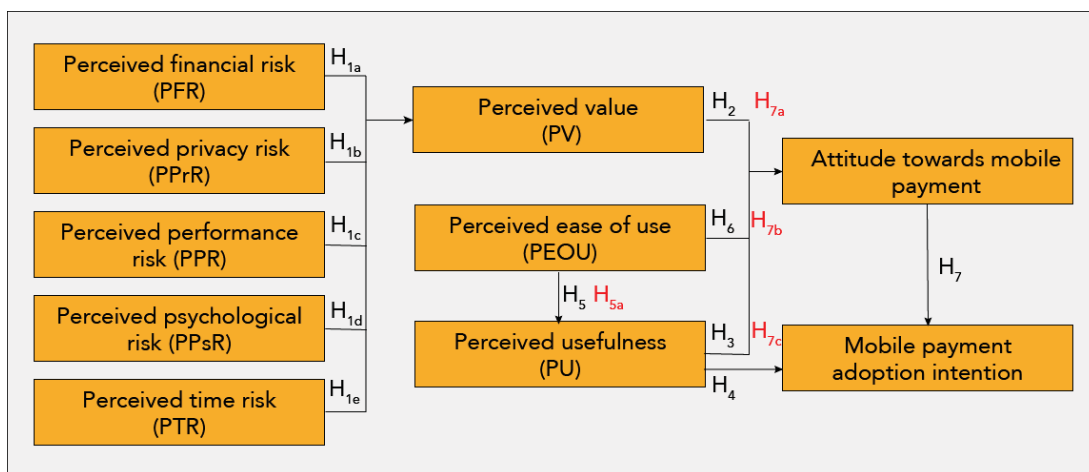 Perceived financial risk
(PFR)
H1a
Perceived privacy risk
(PPrR)
H1b
Perceived performance
risk (PPR)
H1c
Perceived psychological
risk (PPsR)
H1d
Perceived time risk
(PTR)
H1e
Perceived value
(PV)
H2 H7a
Perceived ease of use
(PEOU)
H6 H7b
H5 H5a
Perceived usefulness
(PU)
H3 H7c
H4
Attitude towards mobile
payment
H7
Mobile payment
adoption intention